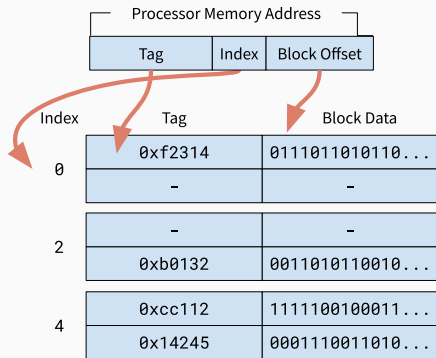 Processor Memory Address
Tag Index Block Offset
Index Tag Block Data
0 0xf2314 0111011010110...
- -
2 - -
0xb0132 0011010110010...
4 0xcc112 1111100100011...
0x14245 0001110011010...